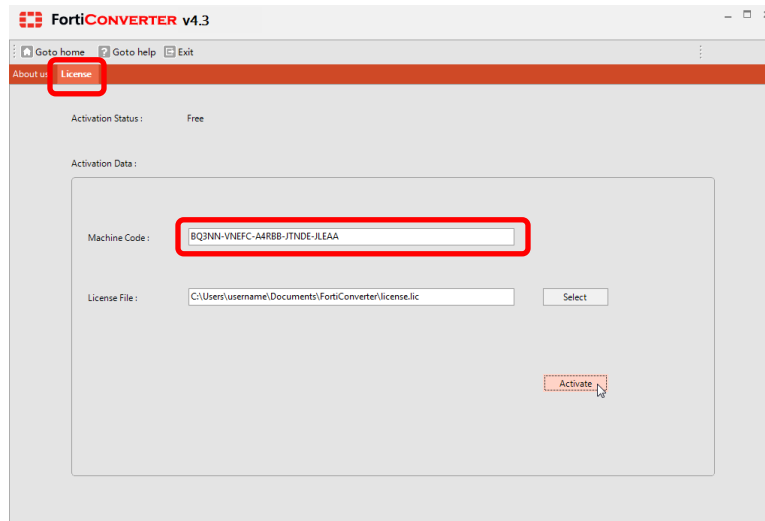 FortiCONVERTER v4.3
Goto home Goto help Exit
About us License
Activation Status : Free
Activation Data :
Machine Code : BQ3NN-VNEFC-A4RBB-JTNDE-JLEAA
License File : C:\Users\username\Documents\FortiConverter\license.lic Select
Activate